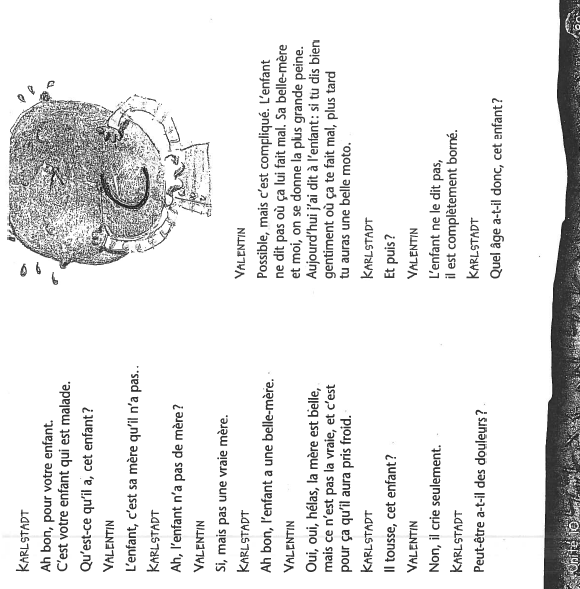 KARLSTADT
Ah bon, pour votre enfant.
C'est votre enfant qui est malade.
Qu'est-ce qu'il a, cet enfant ?
VALENTIN
L'enfant, c'est sa mère qu'il n'a pas..
KARLSTADT
Ah, l'enfant n'a pas de mère ?
VALENTIN
Si, mais pas une vraie mère.
KARLSTADT
Ah bon, l'enfant a une belle-mère.
VALENTIN
Oui, oui, hélas, la mère est belle,
mais ce n'est pas la vraie, et c'est
pour ça qu'il aura pris froid.
KARLSTADT
Il tousse, cet enfant ?
VALENTIN
Non, il crie seulement.
KARLSTADT
Peut-être a-t-il des douleurs ?
VALENTIN
Possible, mais c'est compliqué. L'enfant
ne dit pas où ça lui fait mal. Sa belle-mère
et moi, on se donne la plus grande peine.
Aujourd'hui j'ai dit à l'enfant : si tu dis bien
gentiment où ça te fait mal, plus tard
tu auras une belle moto.
KARLSTADT
Et puis ?
VALENTIN
L'enfant ne le dit pas,
il est complètement borné.
KARLSTADT
Quel âge a-t-il donc, cet enfant ?
Unité 10